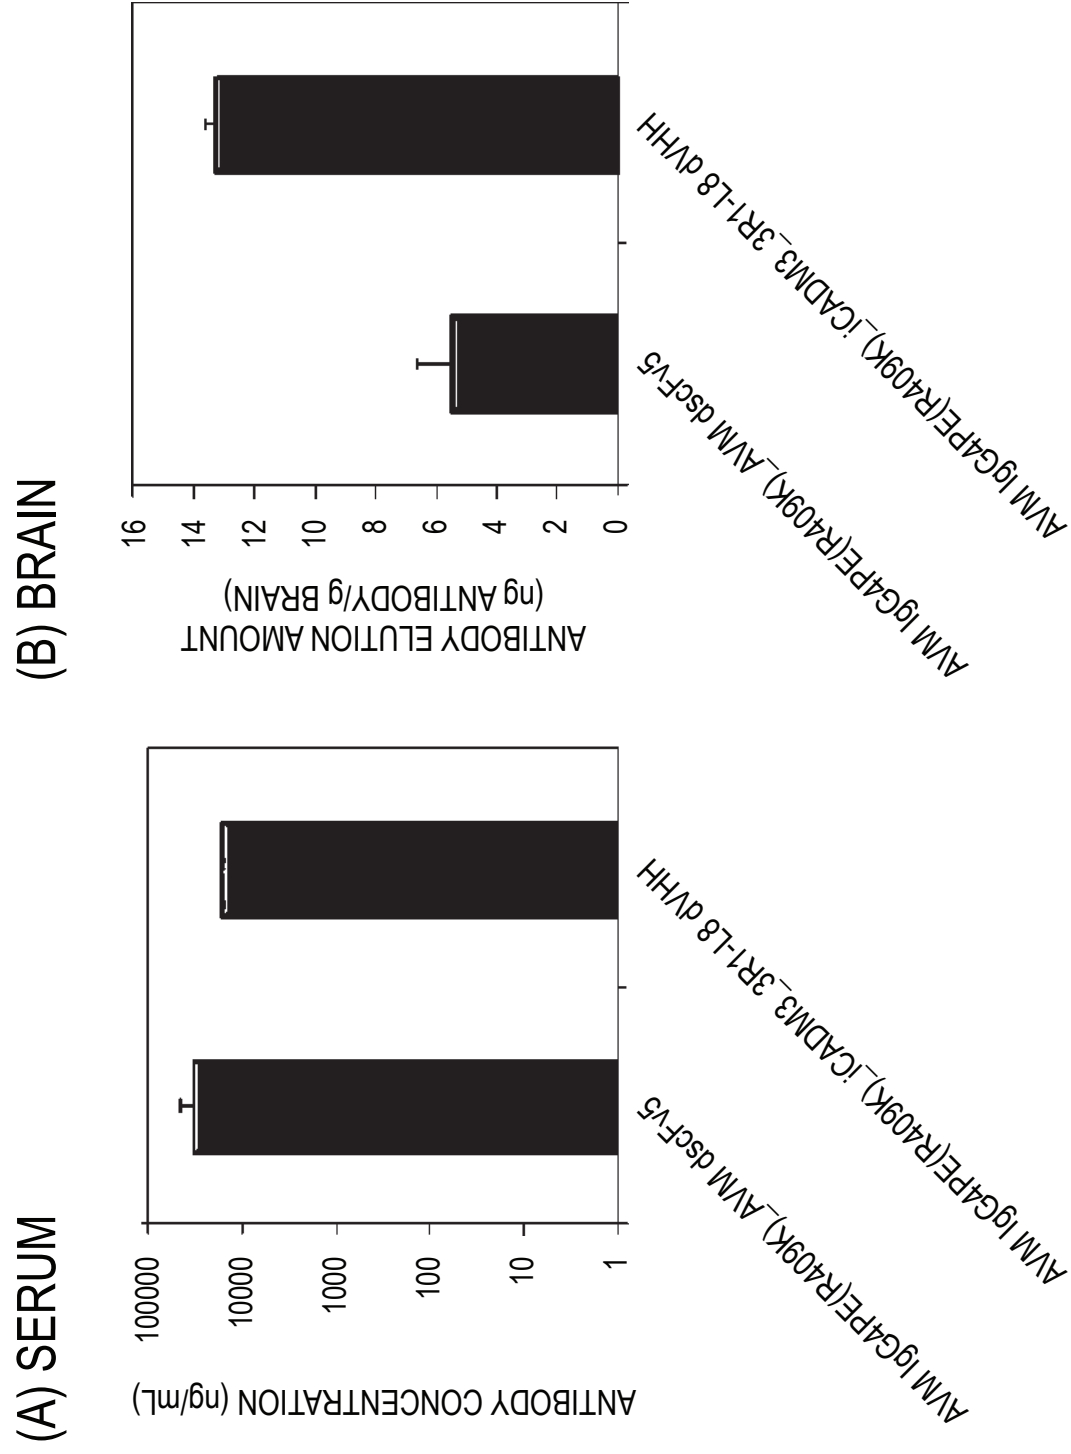 (A) SERUM
ANTIBODY CONCENTRATION (ng/mL)
100000
10000
1000
100
10
1
AVM IgG4PE(R409K)_AVM dscFv5
AVM IgG4PE(R409K)_iCADM3_3R1-L8 dVHH
(B) BRAIN
ANTIBODY ELUTION AMOUNT
(ng ANTIBODY/g BRAIN)
16
14
12
10
8
6
4
2
0
AVM IgG4PE(R409K)_AVM dscFv5
AVM IgG4PE(R409K)_iCADM3_3R1-L8 dVHH